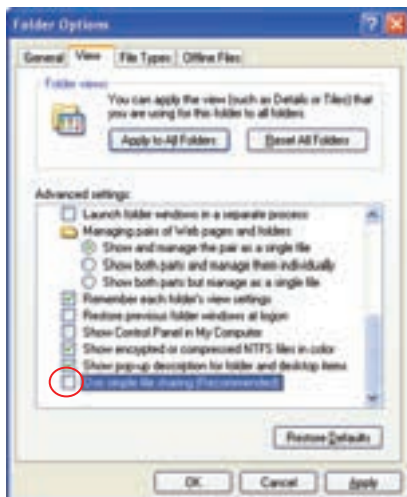 Folder Options
General View File Types Offline Files
Folder views
You can apply the view (such as Details or Tiles) that
you are using for this folder to all folders.
Apply to All Folders Reset All Folders
Advanced settings:
Launch folder windows in a separate process
Managing pairs of Web pages and folders
Show and manage the pair as a single file
Show both parts and manage them individually
Show both parts but manage as a single file
Remember each folder's view settings
Restore previous folder windows at logon
Show Control Panel in My Computer
Show encrypted or compressed NTFS files in color
Show pop-up description for folder and desktop items
Use simple file sharing (Recommended)
Restore Defaults
OK Cancel Apply